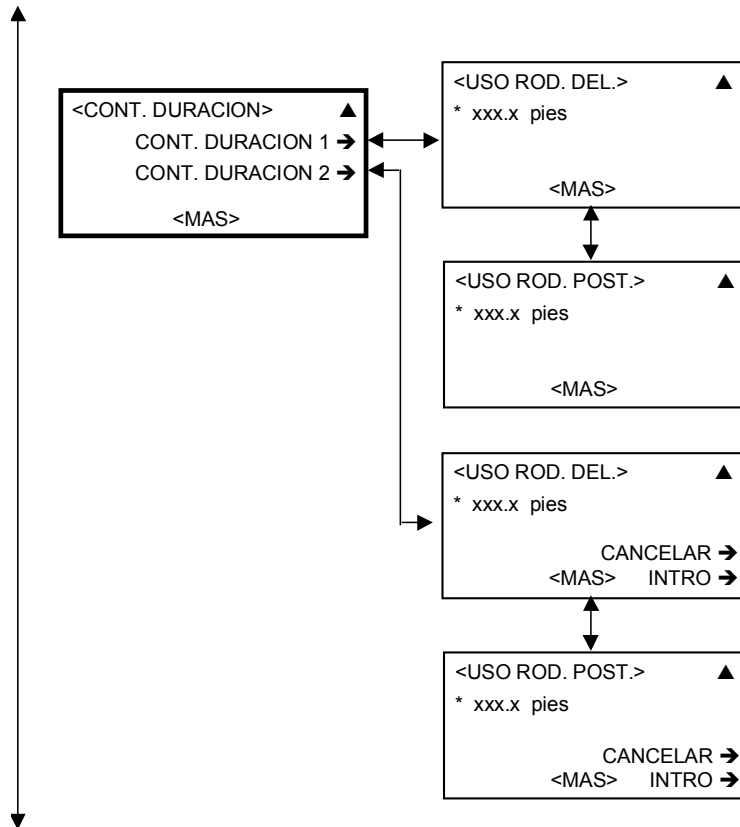 <CONT. DURACION> ▲
CONT. DURACION 1 ➔
CONT. DURACION 2 ➔
<MAS>
<USO ROD. DEL.> ▲
* xxx.x pies
<MAS>
<USO ROD. POST.> ▲
* xxx.x pies
<MAS>
<USO ROD. DEL.> ▲
* xxx.x pies
CANCELAR ➔
<MAS> INTRO ➔
<USO ROD. POST.> ▲
* xxx.x pies
CANCELAR ➔
<MAS> INTRO ➔